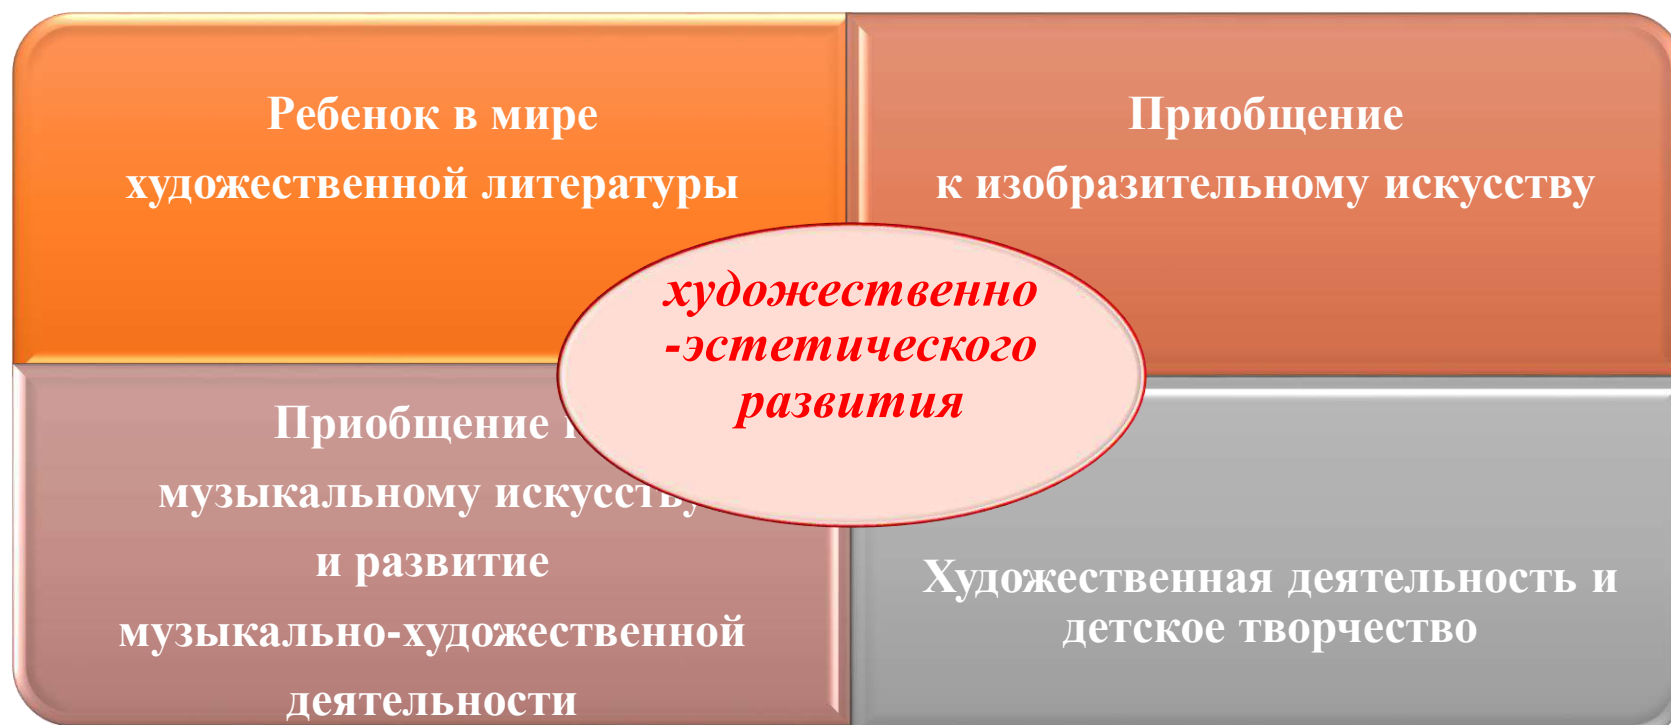 Ребенок в мире
художественной литературы
Приобщение
к изобразительному искусству
художественно
-эстетического
развития
Приобщение
музыкальному искусству
и развитие
музыкально-художественной
деятельности
Художественная деятельность и
детское творчество